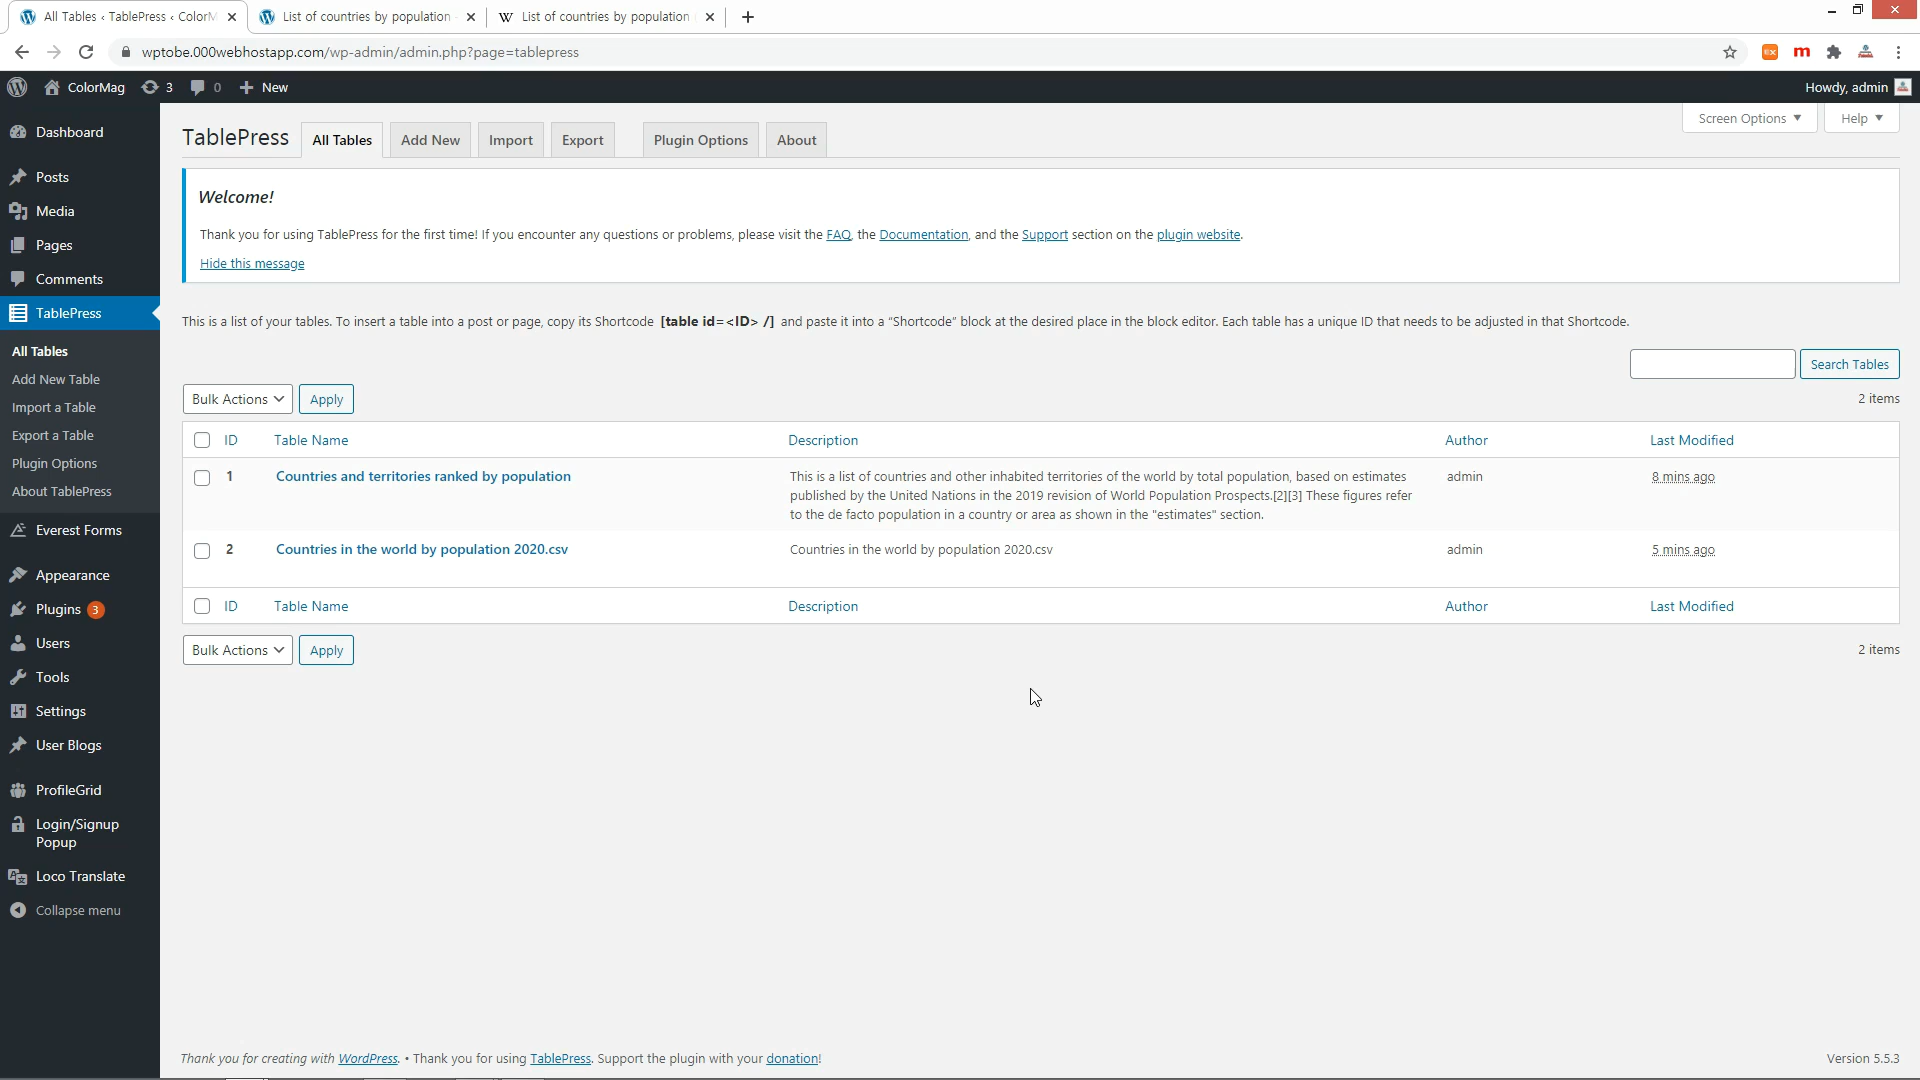 All Tables ‹ TablePress ‹ ColorM
List of countries by population
List of countries by population
wptobe.000webhostapp.com/wp-admin/admin.php?page=tablepress
ColorMag 3 0 New
Howdy, admin
Dashboard
Posts
Media
Pages
Comments
TablePress
All Tables
Add New Table
Import a Table
Export a Table
Plugin Options
About TablePress
Everest Forms
Appearance
Plugins 3
Users
Tools
Settings
User Blogs
ProfileGrid
Login/Signup
Popup
Loco Translate
Collapse menu
Screen Options
Help
TablePress
All Tables
Add New
Import
Export
Plugin Options
About
Welcome!
Thank you for using TablePress for the first time! If you encounter any questions or problems, please visit the FAQ, the Documentation, and the Support section on the plugin website.
Hide this message
This is a list of your tables. To insert a table into a post or page, copy its Shortcode [table id=<ID> /] and paste it into a “Shortcode” block at the desired place in the block editor. Each table has a unique ID that needs to be adjusted in that Shortcode.
Search Tables
Bulk Actions Apply
2 items
ID Table Name Description Author Last Modified
1 Countries and territories ranked by population
This is a list of countries and other inhabited territories of the world by total population, based on estimates
published by the United Nations in the 2019 revision of World Population Prospects.[2][3] These figures refer
to the de facto population in a country or area as shown in the "estimates" section.
admin 8 mins ago
2 Countries in the world by population 2020.csv Countries in the world by population 2020.csv admin 5 mins ago
ID Table Name Description Author Last Modified
Bulk Actions Apply
2 items
Thank you for creating with WordPress. • Thank you for using TablePress. Support the plugin with your donation!
Version 5.5.3